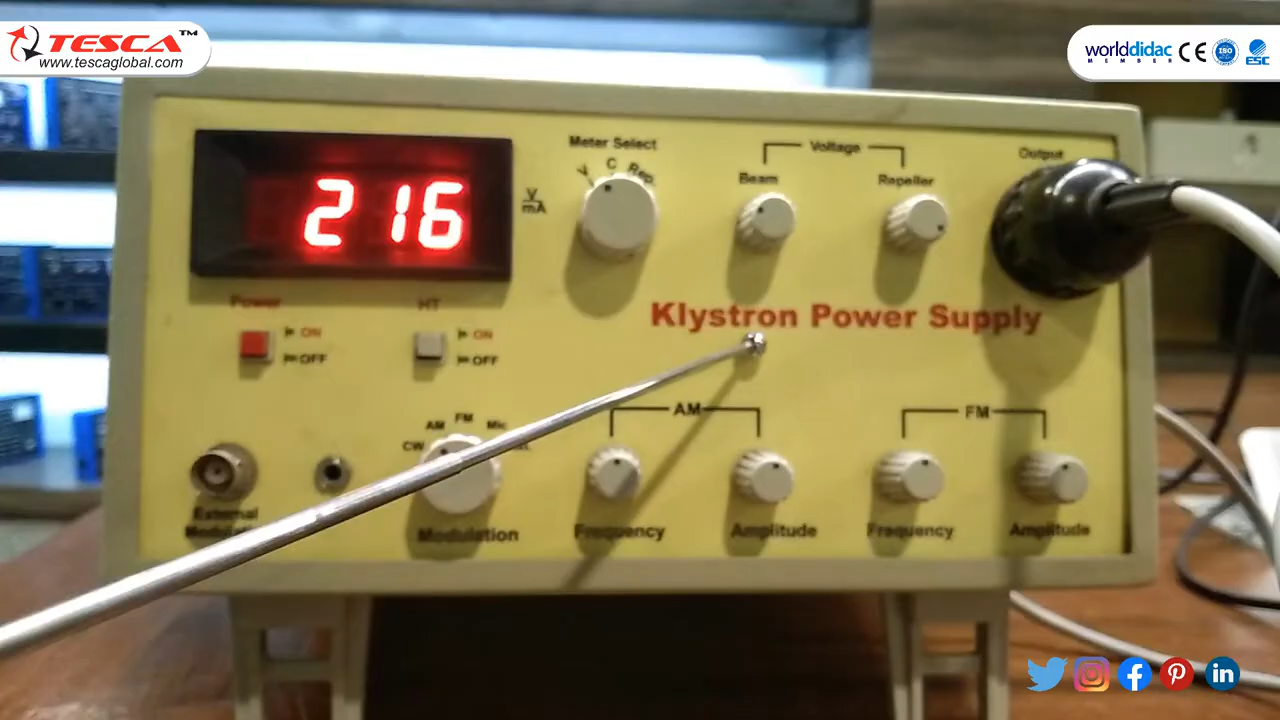 TESCA™
www.tescaglobal.com
worlddidac
MEMBER
CE
ISO
ESC
216
V
mA
Meter Select
V C Rep
Voltage
Beam
Repeller
Output
Klystron Power Supply
Power
ON
OFF
HT
ON
OFF
CW AM FM Mic
AM
FM
External
Modulation
Frequency
Amplitude
Frequency
Amplitude
in